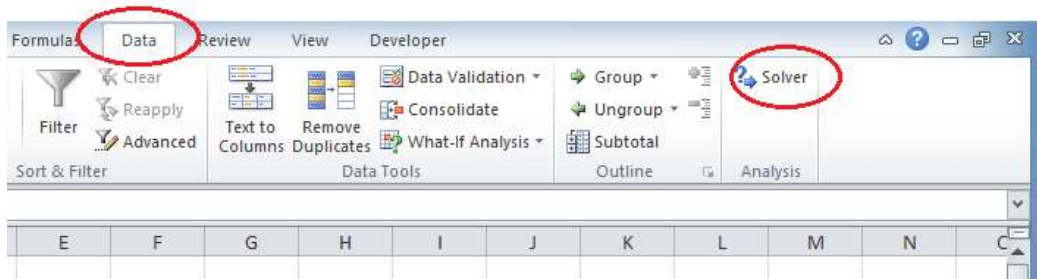 Formulas Data Review View Developer
Filter
Clear
Reapply
Advanced
Sort & Filter
Text to Columns
Remove Duplicates
Data Validation
Consolidate
What-If Analysis
Data Tools
Group
Ungroup
Subtotal
Outline
? Solver
Analysis
E F G H I J K L M N